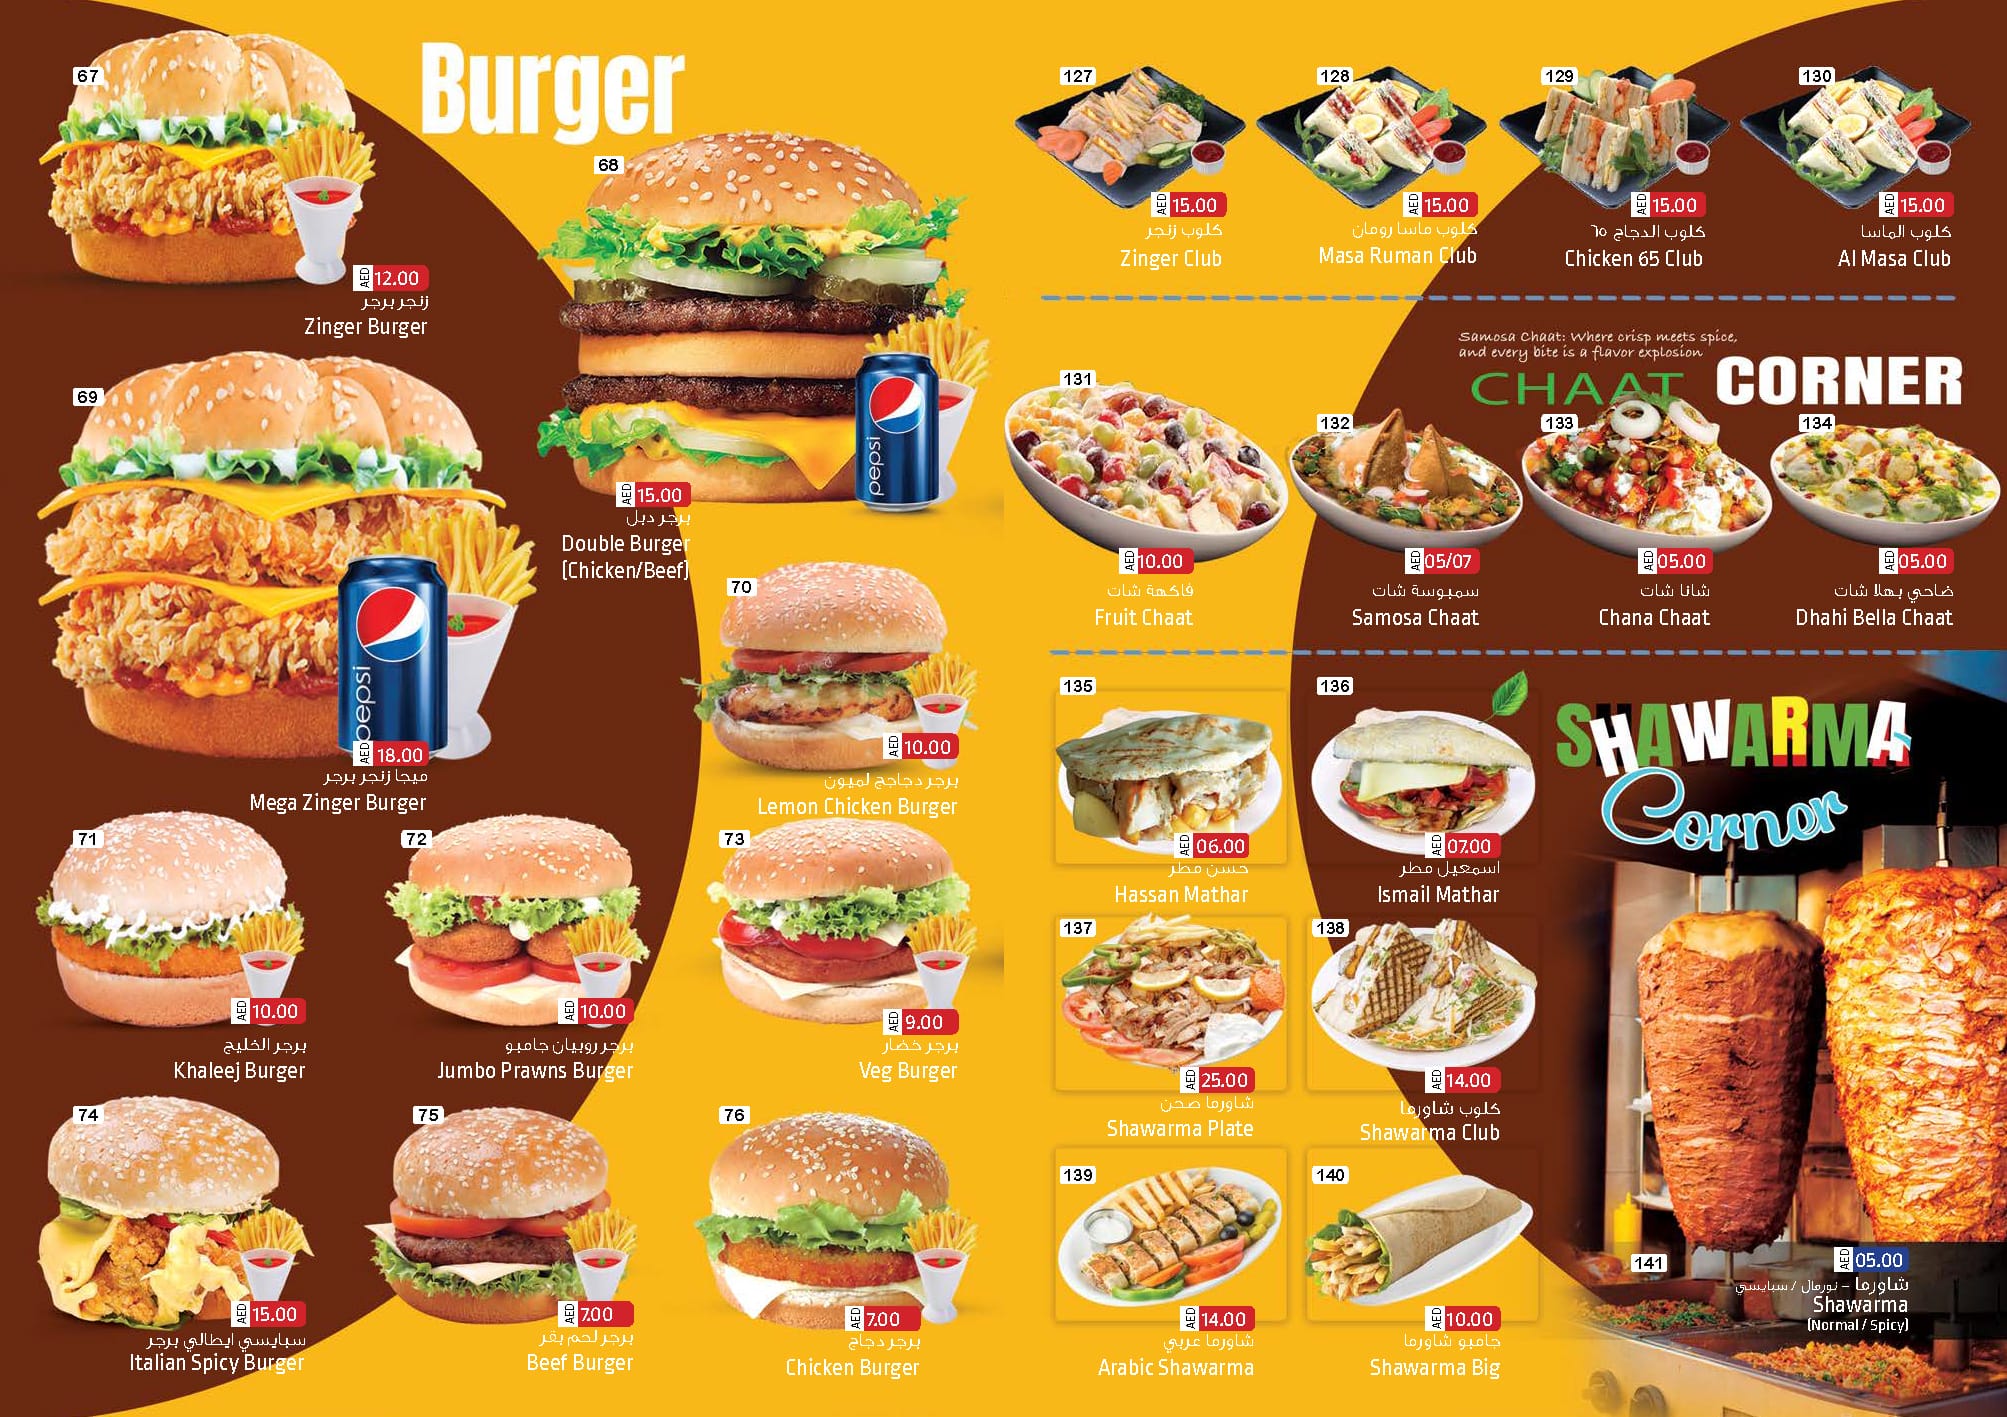 Burger
67
AED 12.00
زنجر برجر
Zinger Burger
68
pepsi
AED 15.00
برجر دبل
Double Burger
(Chicken/Beef)
69
pepsi
AED 18.00
ميجا زنجر برجر
Mega Zinger Burger
70
AED 10.00
برجر دجاجج لميون
Lemon Chicken Burger
71
AED 10.00
برجر الخليج
Khaleej Burger
72
AED 10.00
برجر روبيان جامبو
Jumbo Prawns Burger
73
AED 9.00
برجر خضار
Veg Burger
74
AED 15.00
سبايسي ايطالي برجر
Italian Spicy Burger
75
AED 7.00
برجر لحم بقر
Beef Burger
76
AED 7.00
برجر دجاج
Chicken Burger
127
AED 15.00
كلوب زنجر
Zinger Club
128
AED 15.00
كلوب ماسا رومان
Masa Ruman Club
129
AED 15.00
كلوب الدجاج ٦٥
Chicken 65 Club
130
AED 15.00
كلوب الماسا
Al Masa Club
Samosa Chaat: Where crisp meets spice,
and every bite is a flavor explosion
CHAAT CORNER
131
AED 10.00
فاكهة شات
Fruit Chaat
132
AED 05/07
سمبوسة شات
Samosa Chaat
133
AED 05.00
شانا شات
Chana Chaat
134
AED 05.00
ضاحي بهلا شات
Dhahi Bella Chaat
SHAWARMA
Corner
135
AED 06.00
حسن مطر
Hassan Mathar
136
AED 07.00
اسمعيل مطر
Ismail Mathar
137
AED 25.00
شاورما صحن
Shawarma Plate
138
AED 14.00
كلوب شاورما
Shawarma Club
139
AED 14.00
شاورما عربي
Arabic Shawarma
140
AED 10.00
جامبو شاورما
Shawarma Big
141
AED 05.00
شاورما – نورمال / سبايسي
Shawarma
(Normal / Spicy)